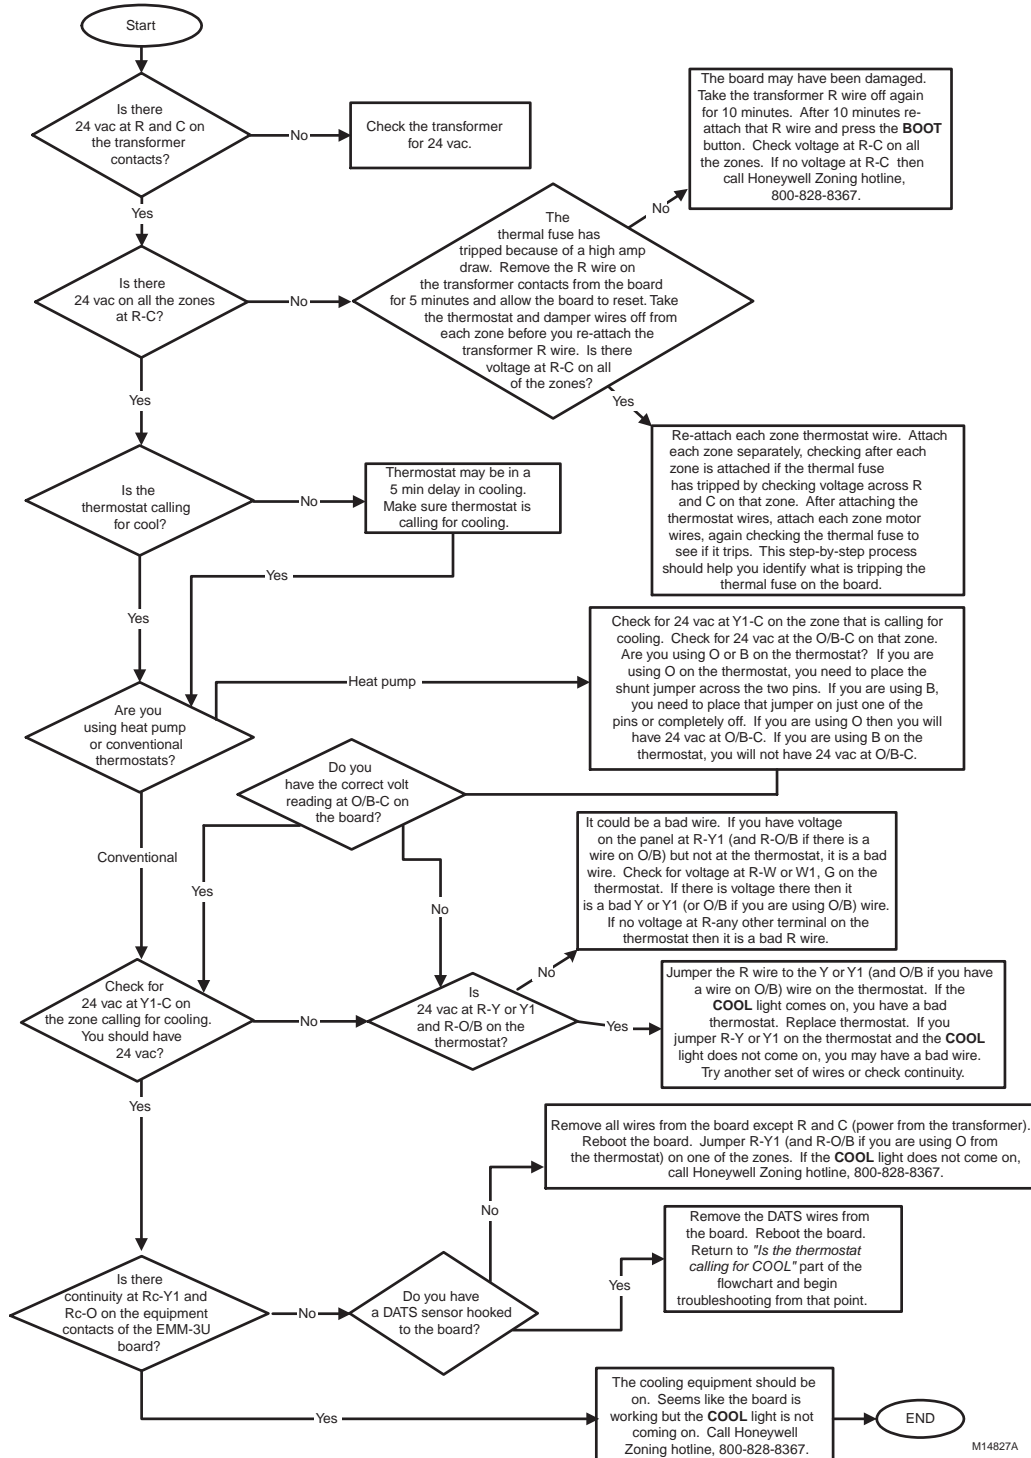 Start
Is there
24 vac at R and C on
the transformer
contacts?
No
Check the transformer
for 24 vac.
The board may have been damaged.
Take the transformer R wire off again
for 10 minutes. After 10 minutes re-
attach that R wire and press the BOOT
button. Check voltage at R-C on all
the zones. If no voltage at R-C then
call Honeywell Zoning hotline,
800-828-8367.
Yes
No
Is there
24 vac on all the zones
at R-C?
No
The
thermal fuse has
tripped because of a high amp
draw. Remove the R wire on
the transformer contacts from the board
for 5 minutes and allow the board to reset. Take
the thermostat and damper wires off from
each zone before you re-attach the
transformer R wire. Is there
voltage at R-C on all
of the zones?
Yes
Yes
Re-attach each zone thermostat wire. Attach
each zone separately, checking after each
zone is attached if the thermal fuse
has tripped by checking voltage across R
and C on that zone. After attaching the
thermostat wires, attach each zone motor
wires, again checking the thermal fuse to
see if it trips. This step-by-step process
should help you identify what is tripping the
thermal fuse on the board.
Is the
thermostat calling
for cool?
No
Thermostat may be in a
5 min delay in cooling.
Make sure thermostat is
calling for cooling.
Yes
Yes
Check for 24 vac at Y1-C on the zone that is calling for
cooling. Check for 24 vac at the O/B-C on that zone.
Are you using O or B on the thermostat? If you are
using O on the thermostat, you need to place the
shunt jumper across the two pins. If you are using B,
you need to place that jumper on just one of the
pins or completely off. If you are using O then you will
have 24 vac at O/B-C. If you are using B on the
thermostat, you will not have 24 vac at O/B-C.
Heat pump
Are you
using heat pump
or conventional
thermostats?
Do you
have the correct volt
reading at O/B-C on
the board?
Conventional
Yes
No
It could be a bad wire. If you have voltage
on the panel at R-Y1 (and R-O/B if there is a
wire on O/B) but not at the thermostat, it is a bad
wire. Check for voltage at R-W or W1, G on the
thermostat. If there is voltage there then it
is a bad Y or Y1 (or O/B if you are using O/B) wire.
If no voltage at R-any other terminal on the
thermostat then it is a bad R wire.
No
Check for
24 vac at Y1-C on
the zone calling for cooling.
You should have
24 vac?
No
Is
24 vac at R-Y or Y1
and R-O/B on the
thermostat?
Yes
Jumper the R wire to the Y or Y1 (and O/B if you have
a wire on O/B) wire on the thermostat. If the
COOL light comes on, you have a bad
thermostat. Replace thermostat. If you
jumper R-Y or Y1 on the thermostat and the COOL
light does not come on, you may have a bad wire.
Try another set of wires or check continuity.
Yes
Remove all wires from the board except R and C (power from the transformer).
Reboot the board. Jumper R-Y1 (and R-O/B if you are using O from
the thermostat) on one of the zones. If the COOL light does not come on,
call Honeywell Zoning hotline, 800-828-8367.
No
Remove the DATS wires from
the board. Reboot the board.
Return to "Is the thermostat
calling for COOL" part of the
flowchart and begin
troubleshooting from that point.
Yes
Is there
continuity at Rc-Y1 and
Rc-O on the equipment
contacts of the EMM-3U
board?
No
Do you have
a DATS sensor hooked
to the board?
Yes
The cooling equipment should be
on. Seems like the board is
working but the COOL light is not
coming on. Call Honeywell
Zoning hotline, 800-828-8367.
END
M14827A